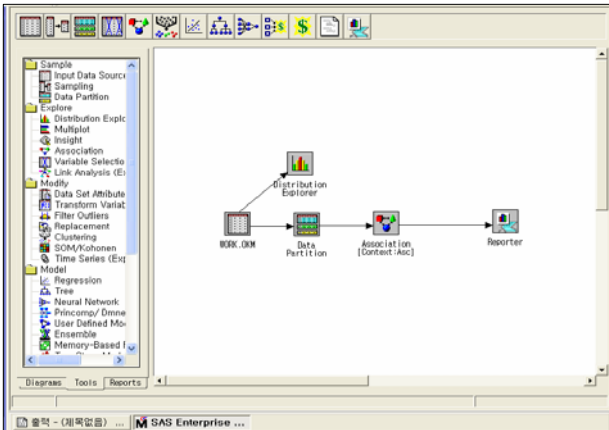 Sample
Input Data Source
Sampling
Data Partition
Explore
Distribution Explo
Multiplot
Insight
Association
Variable Selectio
Link Analysis (Ex
Modify
Data Set Attribute
Transform Variab
Filter Outliers
Replacement
Clustering
SOM/Kohonen
Time Series (Exp
Model
Regression
Tree
Neural Network
Princomp/Dmne
User Defined Mo
Ensemble
Memory-Based
Diagrams Tools Reports
Distribution
Explorer
WORK.OKM
Data
Partition
Association
[Context:Asc]
Reporter
출력 - (제목없음) ...
SAS Enterprise ...